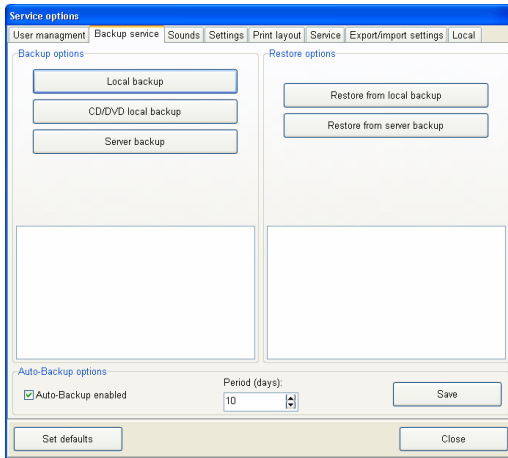 Service options
User managment Backup service Sounds Settings Print layout Service Export/import settings Local
Backup options
Restore options
Local backup
CD/DVD local backup
Server backup
Restore from local backup
Restore from server backup
Auto-Backup options
Auto-Backup enabled
Period (days):
10
Save
Set defaults
Close